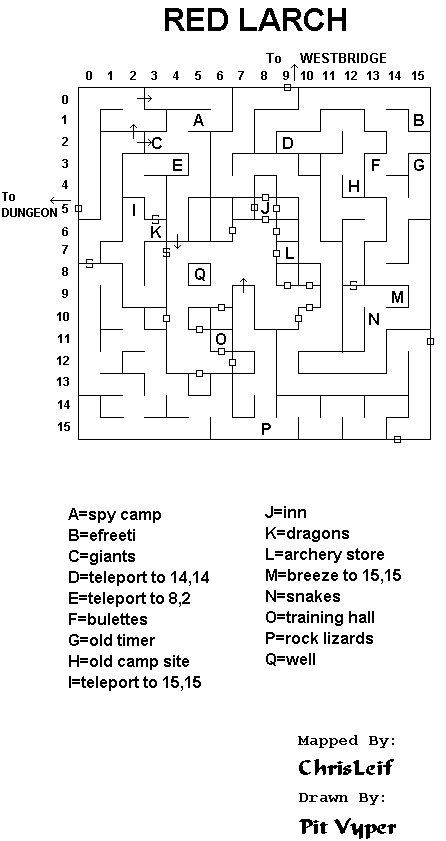 RED LARCH
To WESTBRIDGE
0 1 2 3 4 5 6 7 8 9 10 11 12 13 14 15
0
1 A B
2 C D
3 E F G
To
4 H
DUNGEON
5 I J
6 K
7 L
8 S Q
9 S M
10 N
11 O
12
13
14
15 P
A=spy camp
B=efreeti
C=giants
D=teleport to 14,14
E=teleport to 8,2
F=bulettes
G=old timer
H=old camp site
I=teleport to 15,15
J=inn
K=dragons
L=archery store
M=breeze to 15,15
N=snakes
O=training hall
P=rock lizards
Q=well
Mapped By:
ChrisLeif
Drawn By:
Pit Vyper